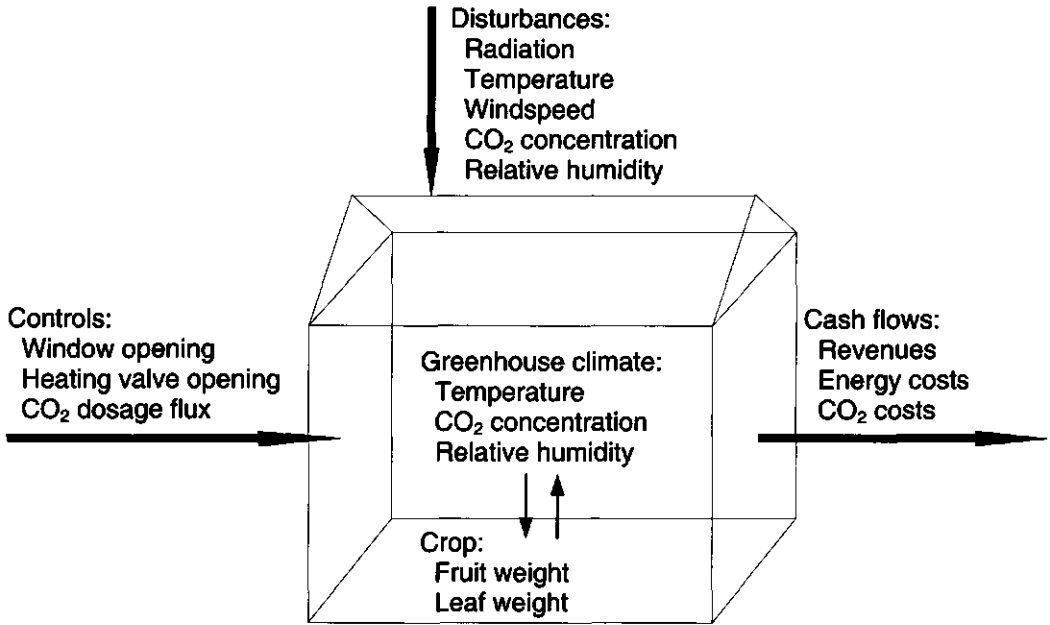 Disturbances:
Radiation
Temperature
Windspeed
CO₂ concentration
Relative humidity
Controls:
Window opening
Heating valve opening
CO₂ dosage flux
Greenhouse climate:
Temperature
CO₂ concentration
Relative humidity
Crop:
Fruit weight
Leaf weight
Cash flows:
Revenues
Energy costs
CO₂ costs